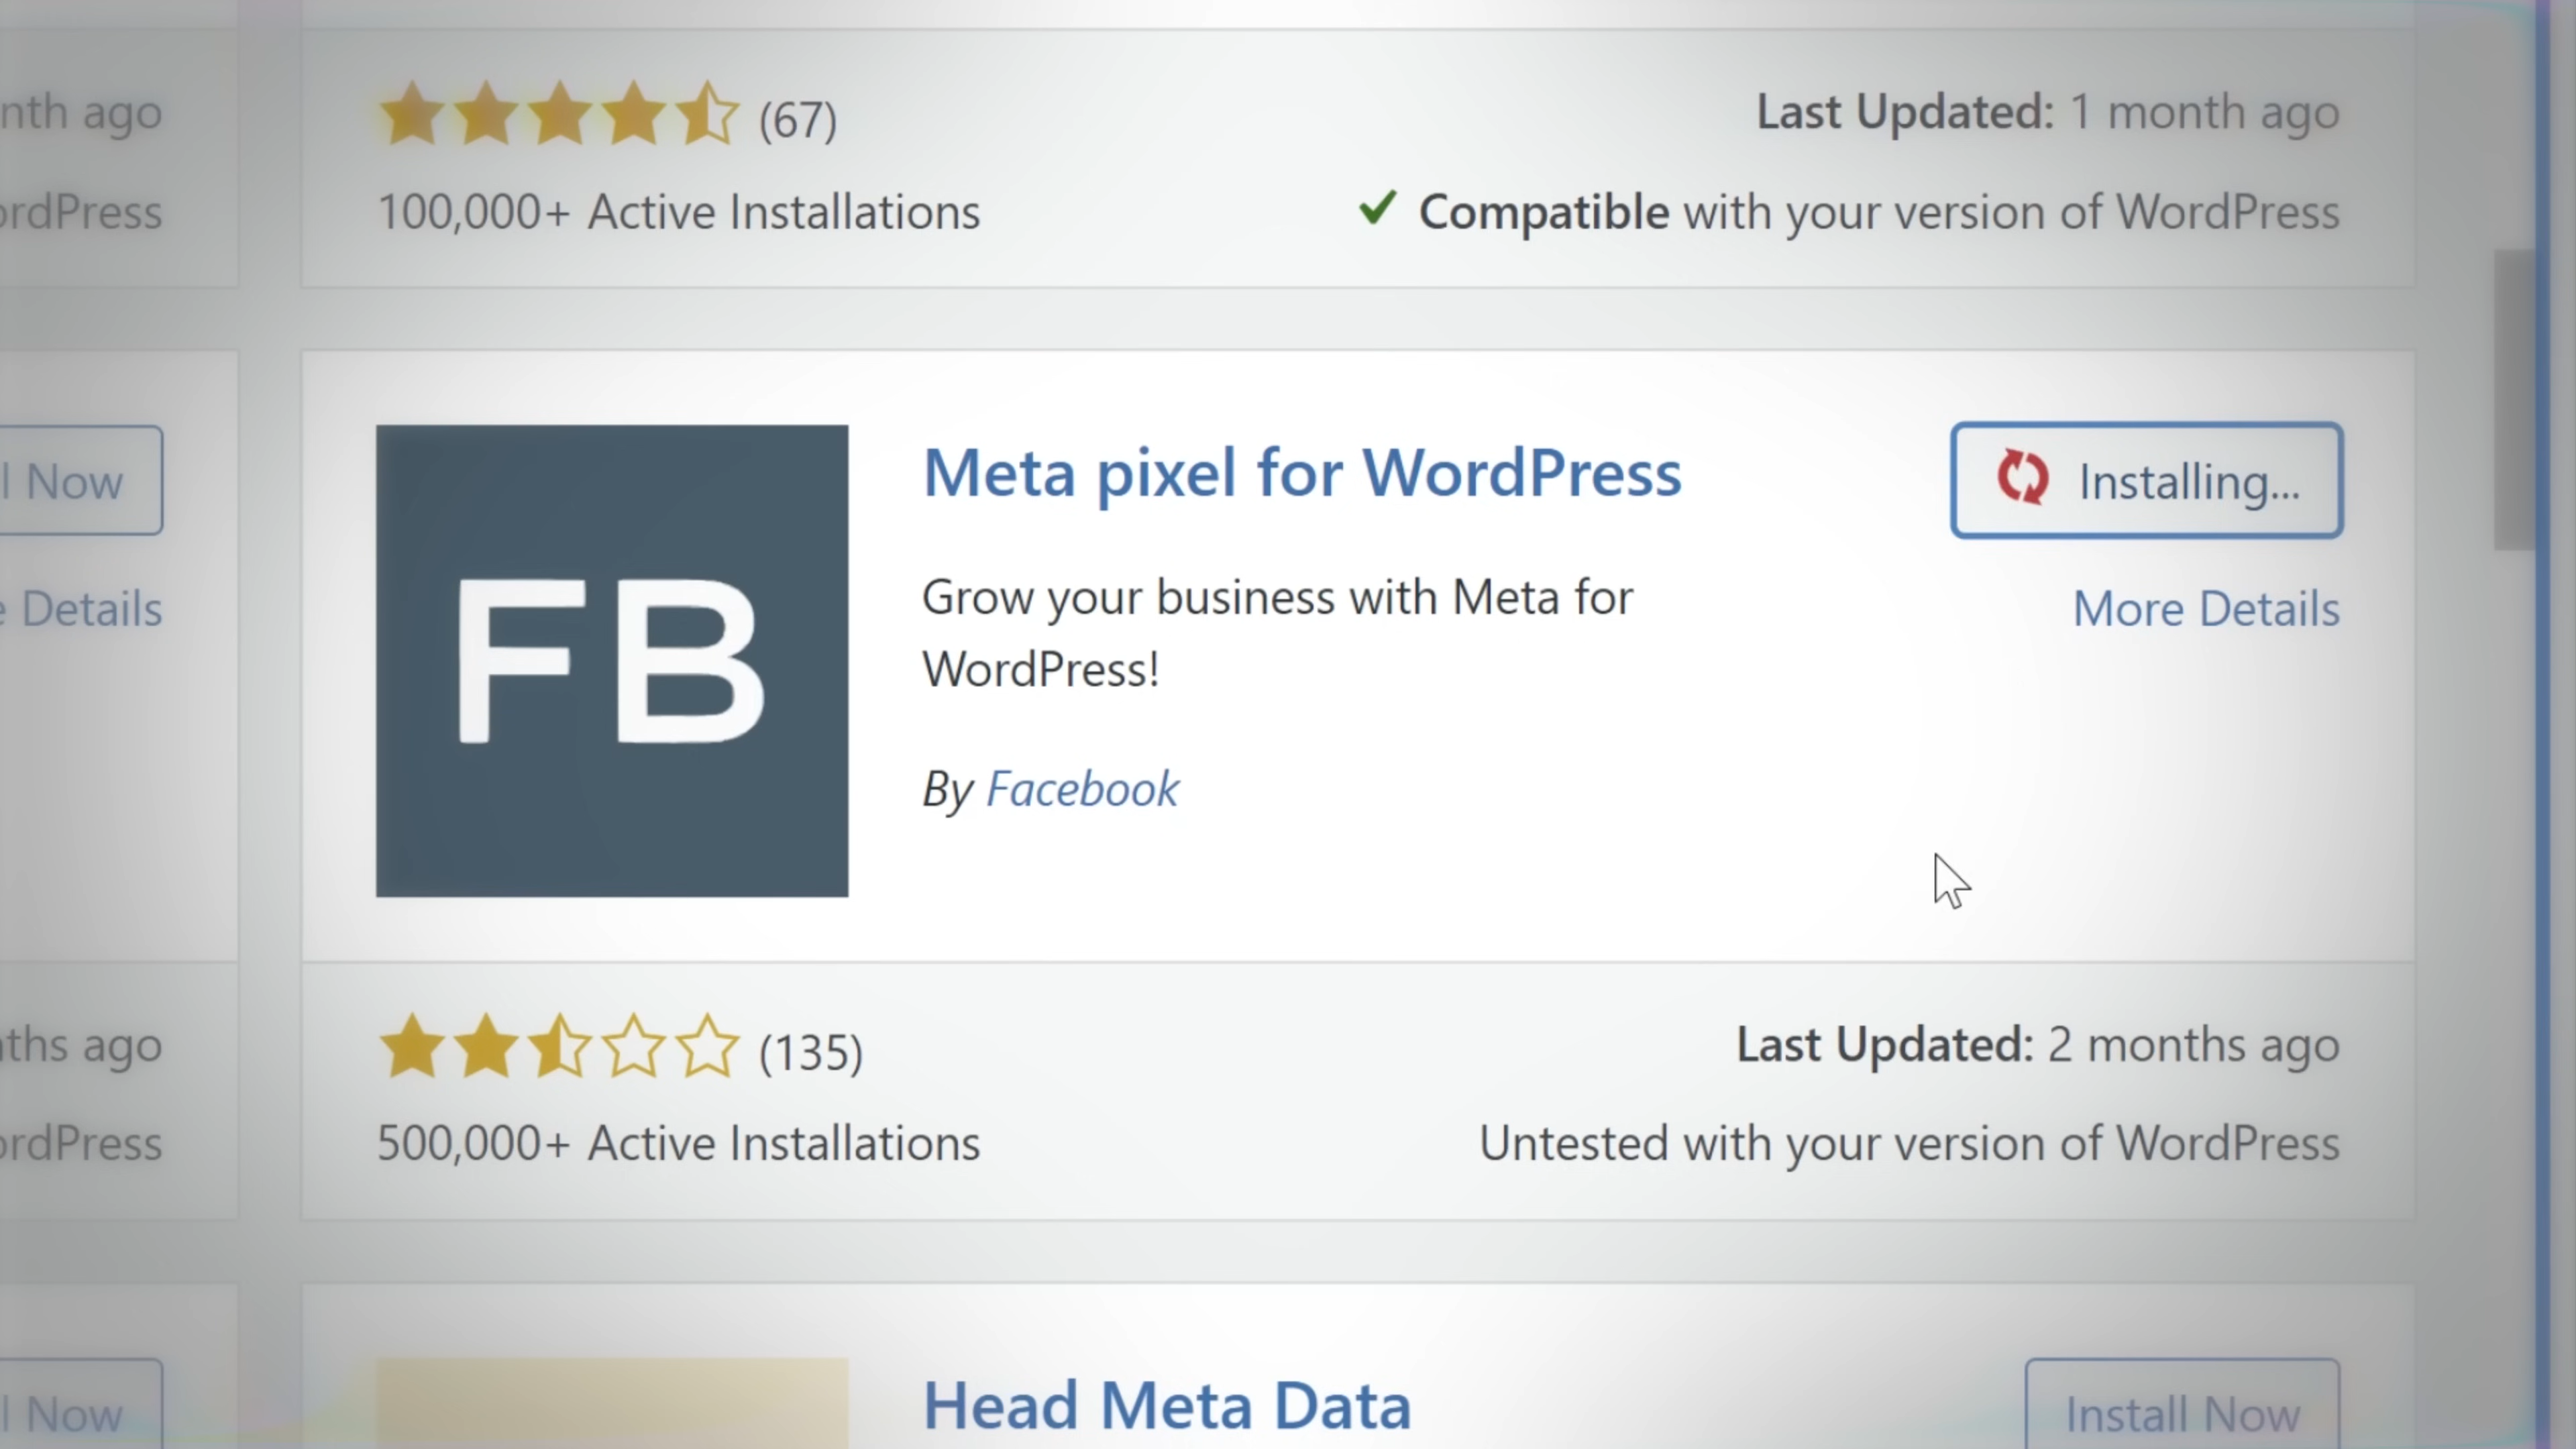 nth ago
(67)
Last Updated: 1 month ago
ordPress
100,000+ Active Installations
Compatible with your version of WordPress
l Now
FB
Meta pixel for WordPress
Installing...
e Details
Grow your business with Meta for
WordPress!
More Details
By Facebook
ths ago
(135)
Last Updated: 2 months ago
ordPress
500,000+ Active Installations
Untested with your version of WordPress
l Now
Head Meta Data
Install Now